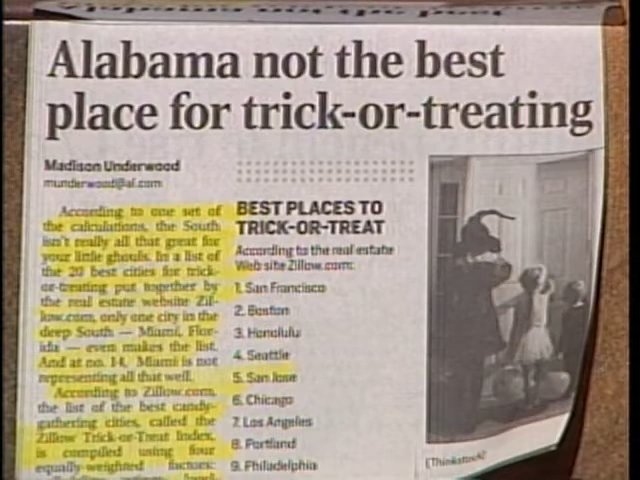 Alabama not the best
place for trick-or-treating
Madison Underwood
munderwood@al.com
According to one set of
the calculations, the South
isn't really all that great for
your little ghouls. In a list of
the 20 best cities for trick-
or-treating put together by
the real estate website Zil-
low.com, only one city in the
deep South — Miami, Flor-
ida — even makes the list.
And at no. 14, Miami is not
representing all that well.
According to Zillow.com,
the list of the best candy-
gathering cities, called the
Zillow Trick-or-Treat Index,
is compiled using four
equally-weighted factors:
BEST PLACES TO
TRICK-OR-TREAT
According to the real estate
Web site Zillow.com:
1. San Francisco
2. Boston
3. Honolulu
4. Seattle
5. San Jose
6. Chicago
7. Los Angeles
8. Portland
9. Philadelphia
(Thinkstock)